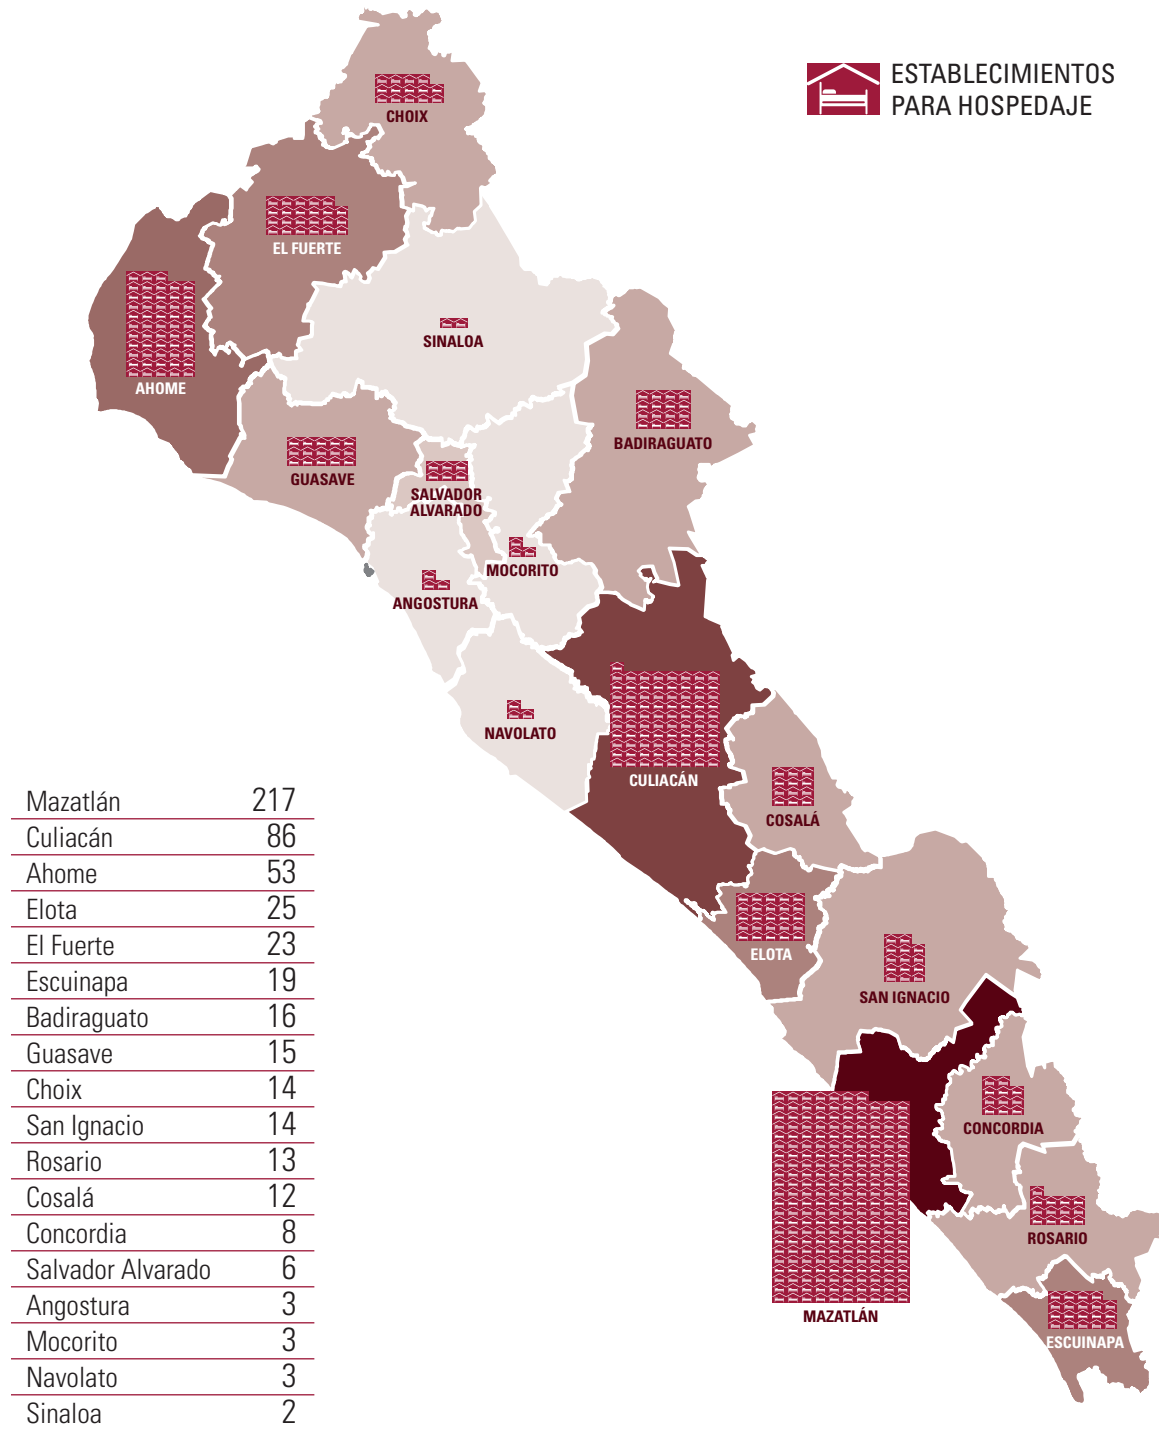 ESTABLECIMIENTOS
PARA HOSPEDAJE
CHOIX
EL FUERTE
SINALOA
AHOME
BADIRAGUATO
GUASAVE
SALVADOR
ALVARADO
MOCORITO
ANGOSTURA
NAVOLATO
CULIACÁN
COSALÁ
ELOTA
SAN IGNACIO
CONCORDIA
ROSARIO
MAZATLÁN
ESCUINAPA
Mazatlán 217
Culiacán 86
Ahome 53
Elota 25
El Fuerte 23
Escuinapa 19
Badiraguato 16
Guasave 15
Choix 14
San Ignacio 14
Rosario 13
Cosalá 12
Concordia 8
Salvador Alvarado 6
Angostura 3
Mocorito 3
Navolato 3
Sinaloa 2